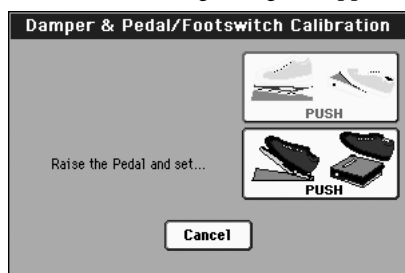 Damper & Pedal/Footswitch Calibration
PUSH
Raise the Pedal and set...
PUSH
Cancel